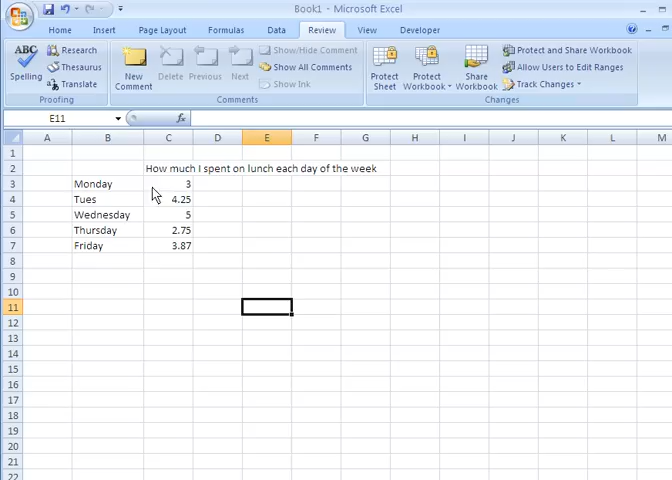 Book1 - Microsoft Excel
Home Insert Page Layout Formulas Data Review View Developer
ABC Research Show/Hide Comment Protect and Share Workbook
Thesaurus Show All Comments Allow Users to Edit Ranges
Spelling Translate New Comment Delete Previous Next Show Ink Protect Sheet Protect Workbook Share Workbook Track Changes
Proofing Comments Changes
E11 fx
A B C D E F G H I J K L M
1
2 How much I spent on lunch each day of the week
3 Monday 3
4 Tues 4.25
5 Wednesday 5
6 Thursday 2.75
7 Friday 3.87
8
9
10
11
12
13
14
15
16
17
18
19
20
21
22